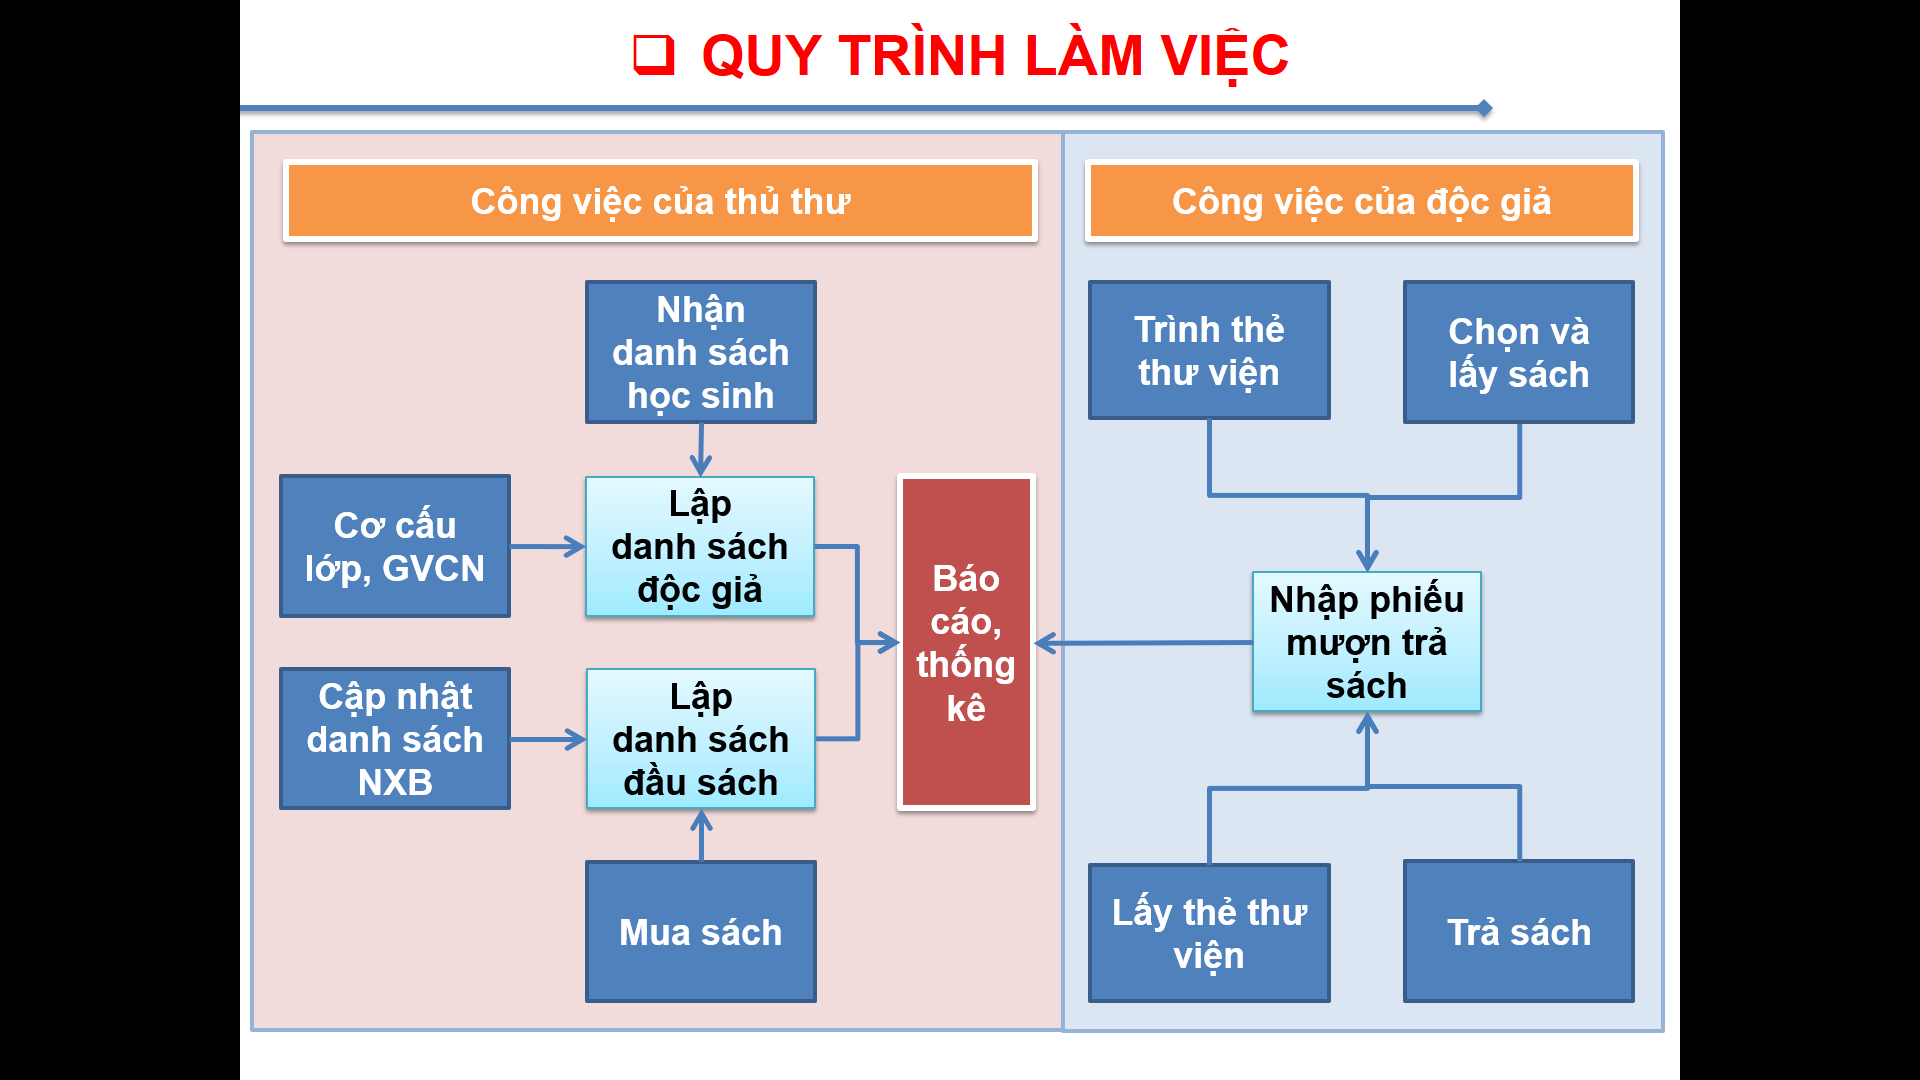 QUY TRÌNH LÀM VIỆC
Công việc của thủ thư
Công việc của độc giả
Nhận
danh sách
học sinh
Trình thẻ
thư viện
Chọn và
lấy sách
Cơ cấu
lớp, GVCN
Lập
danh sách
độc giả
Báo
cáo,
thống
kê
Nhập phiếu
mượn trả
sách
Cập nhật
danh sách
NXB
Lập
danh sách
đầu sách
Mua sách
Lấy thẻ thư
viện
Trả sách